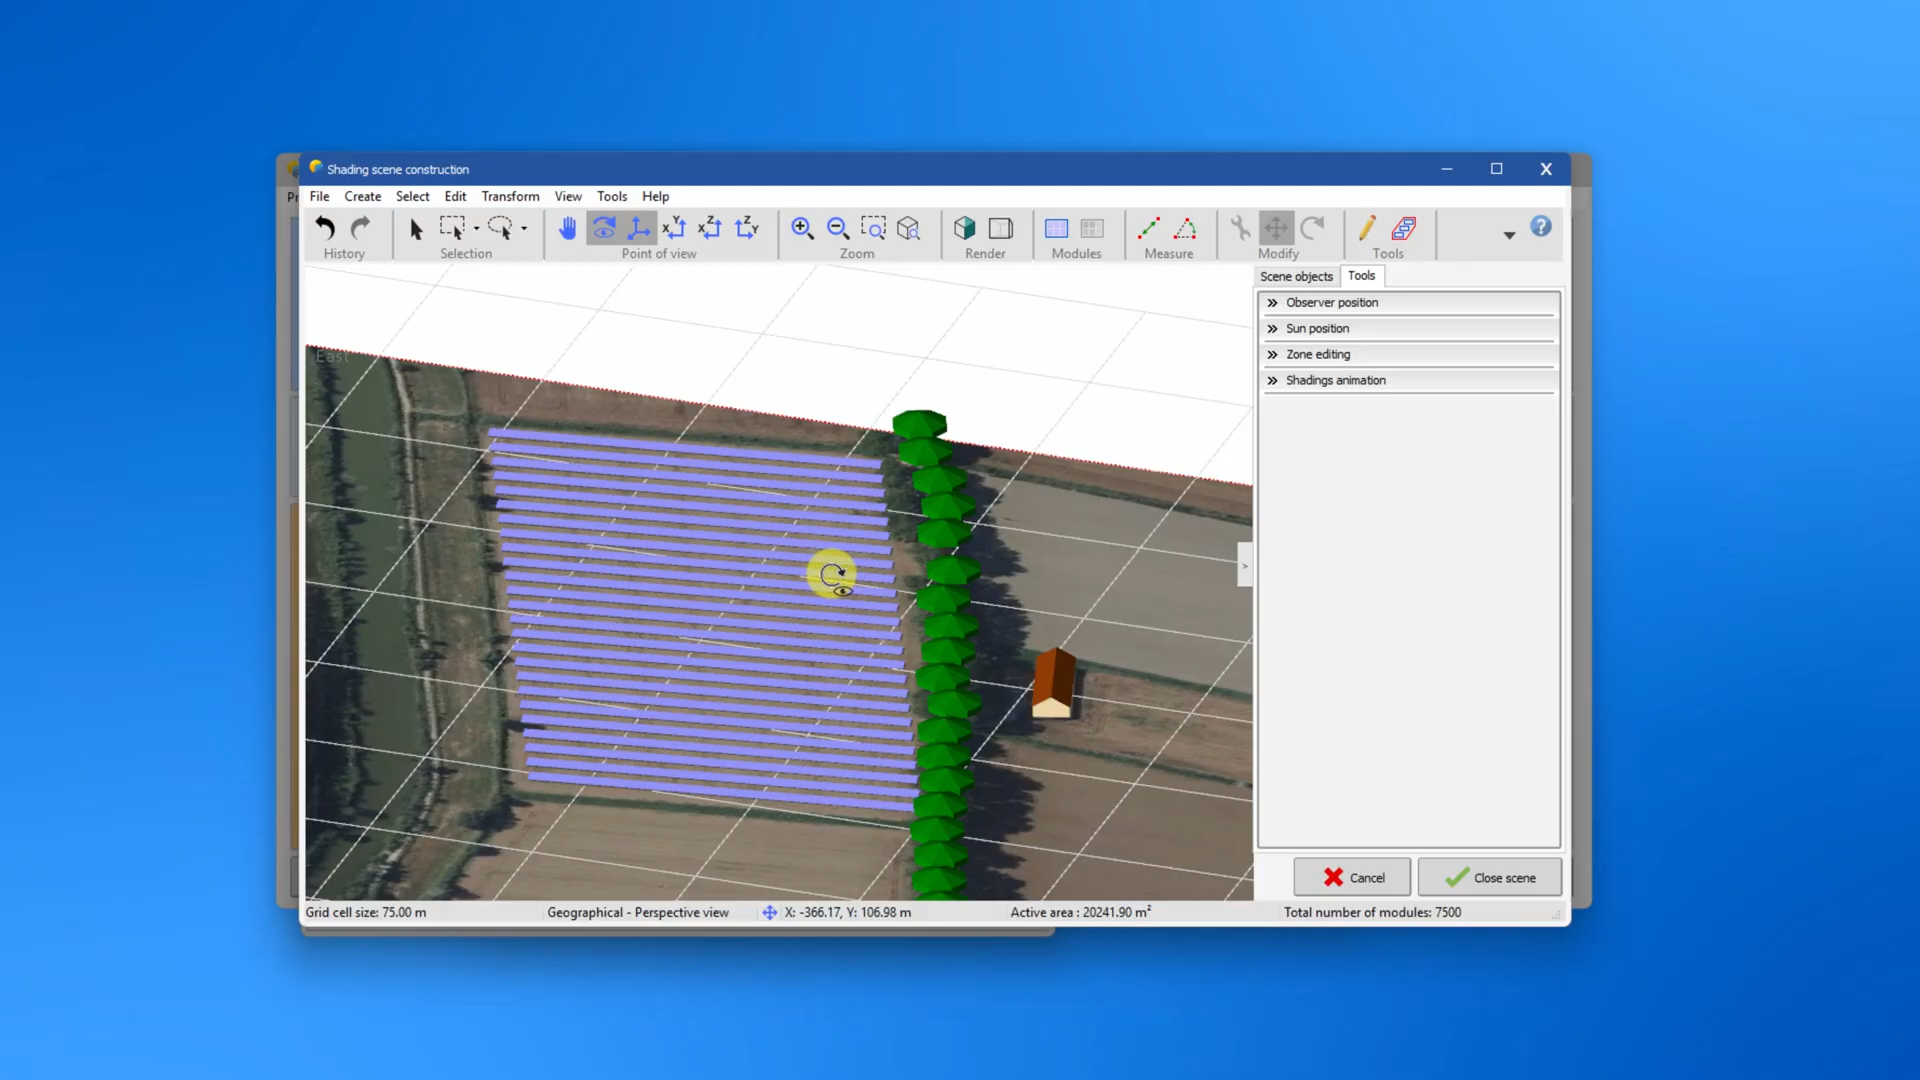 Shading scene construction
Pr
File Create Select Edit Transform View Tools Help
History Selection Point of view Zoom Render Modules Measure Modify Tools
Scene objects Tools
Observer position
Sun position
Zone editing
Shadings animation
East
Cancel Close scene
Grid cell size: 75.00 m Geographical - Perspective view X: -366.17, Y: 106.98 m Active area : 20241.90 m² Total number of modules: 7500